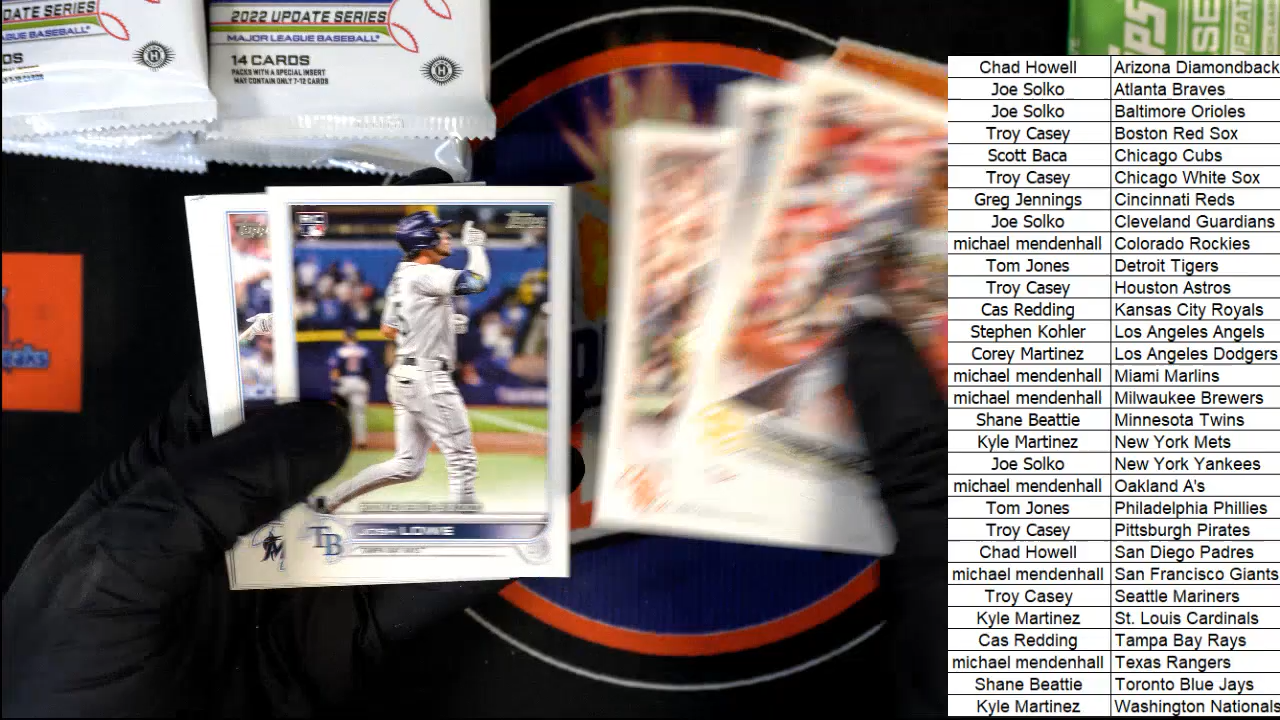 DATE SERIES
BASEBALL
2022 UPDATE SERIES
MAJOR LEAGUE BASEBALL
14 CARDS
PACKS WITH A SPECIAL INSERT
MAY CONTAIN ONLY 7-12 CARDS
H
H
RC
Topps
TB
JOSH LOWE
Chad Howell Arizona Diamondback
Joe Solko Atlanta Braves
Joe Solko Baltimore Orioles
Troy Casey Boston Red Sox
Scott Baca Chicago Cubs
Troy Casey Chicago White Sox
Greg Jennings Cincinnati Reds
Joe Solko Cleveland Guardians
michael mendenhall Colorado Rockies
Tom Jones Detroit Tigers
Troy Casey Houston Astros
Cas Redding Kansas City Royals
Stephen Kohler Los Angeles Angels
Corey Martinez Los Angeles Dodgers
michael mendenhall Miami Marlins
michael mendenhall Milwaukee Brewers
Shane Beattie Minnesota Twins
Kyle Martinez New York Mets
Joe Solko New York Yankees
michael mendenhall Oakland A's
Tom Jones Philadelphia Phillies
Troy Casey Pittsburgh Pirates
Chad Howell San Diego Padres
michael mendenhall San Francisco Giants
Troy Casey Seattle Mariners
Kyle Martinez St. Louis Cardinals
Cas Redding Tampa Bay Rays
michael mendenhall Texas Rangers
Shane Beattie Toronto Blue Jays
Kyle Martinez Washington Nationals